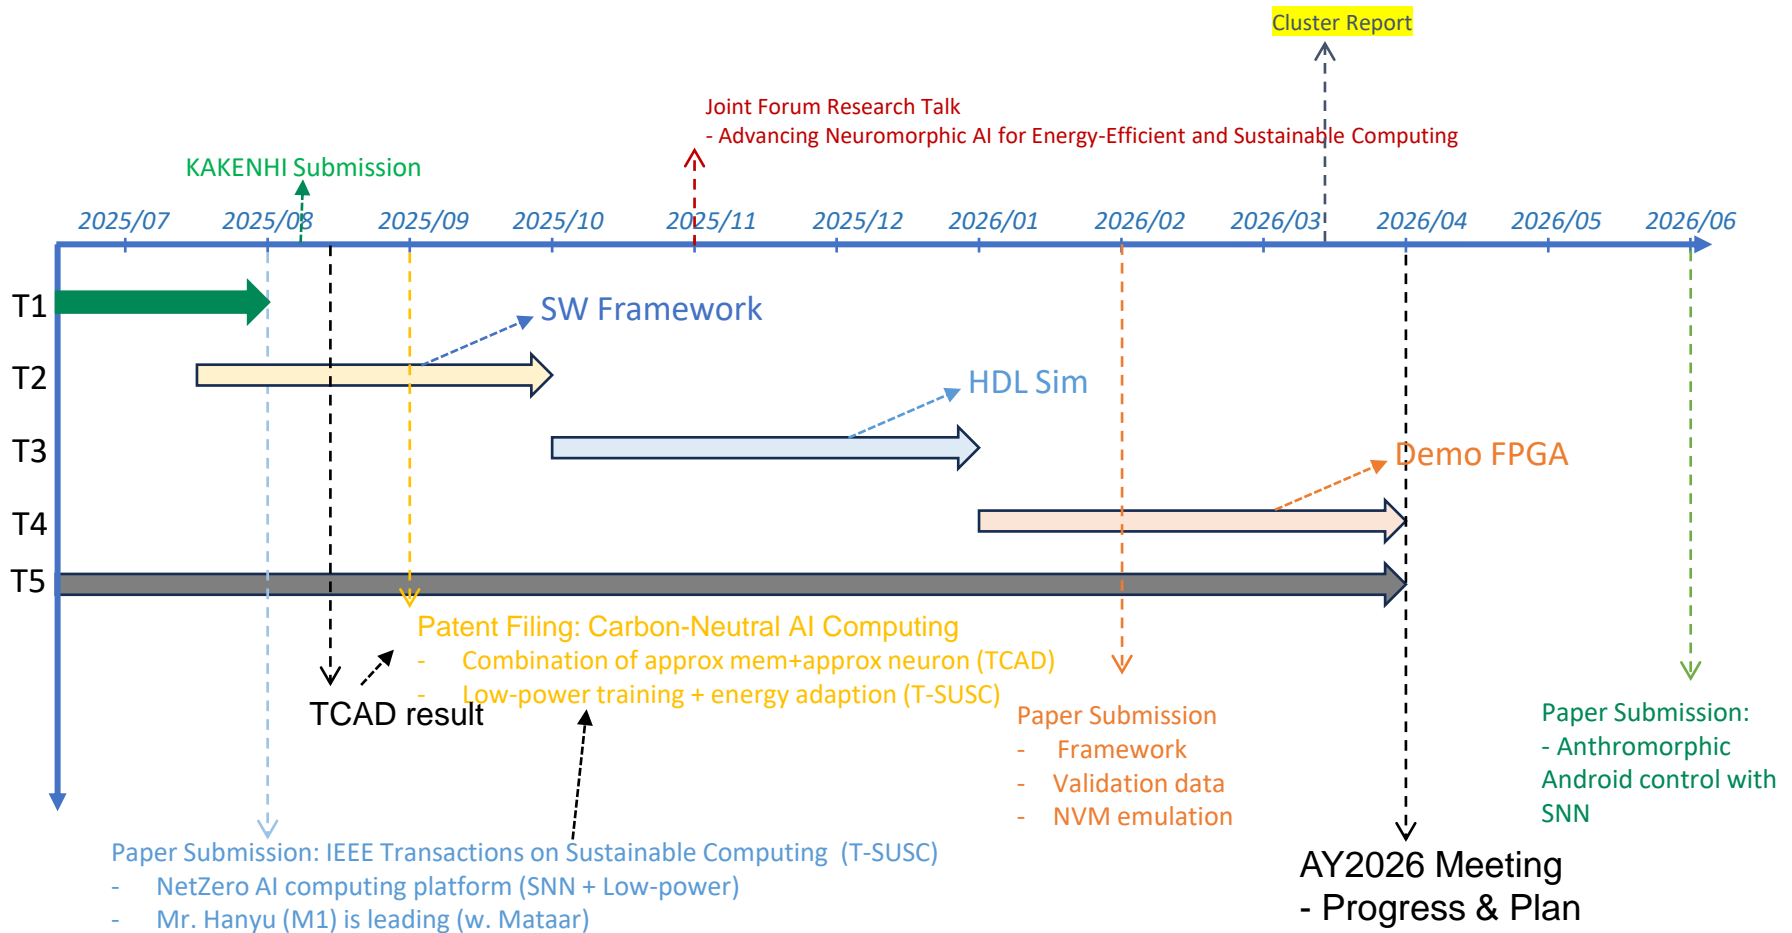 Cluster Report
Joint Forum Research Talk
- Advancing Neuromorphic AI for Energy-Efficient and Sustainable Computing
KAKENHI Submission
2025/07 2025/08 2025/09 2025/10 2025/11 2025/12 2026/01 2026/02 2026/03 2026/04 2026/05 2026/06
T1
SW Framework
T2
HDL Sim
T3
Demo FPGA
T4
T5
Patent Filing: Carbon-Neutral AI Computing
- Combination of approx mem+approx neuron (TCAD)
- Low-power training + energy adaption (T-SUSC)
TCAD result
Paper Submission
- Framework
- Validation data
- NVM emulation
Paper Submission:
- Anthromorphic
Android control with
SNN
Paper Submission: IEEE Transactions on Sustainable Computing (T-SUSC)
- NetZero AI computing platform (SNN + Low-power)
- Mr. Hanyu (M1) is leading (w. Mataar)
AY2026 Meeting
- Progress & Plan